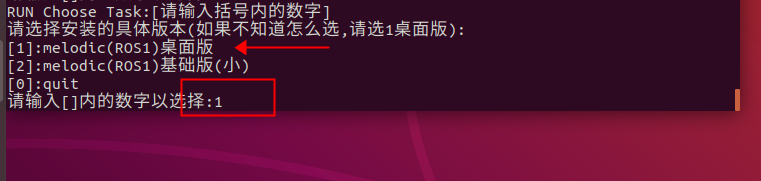 RUN Choose Task:[请输入括号内的数字]
请选择安装的具体版本(如果不知道怎么选,请选1桌面版):
[1]:melodic(ROS1)桌面版
[2]:melodic(ROS1)基础版(小)
[0]:quit
请输入[]内的数字以选择:1